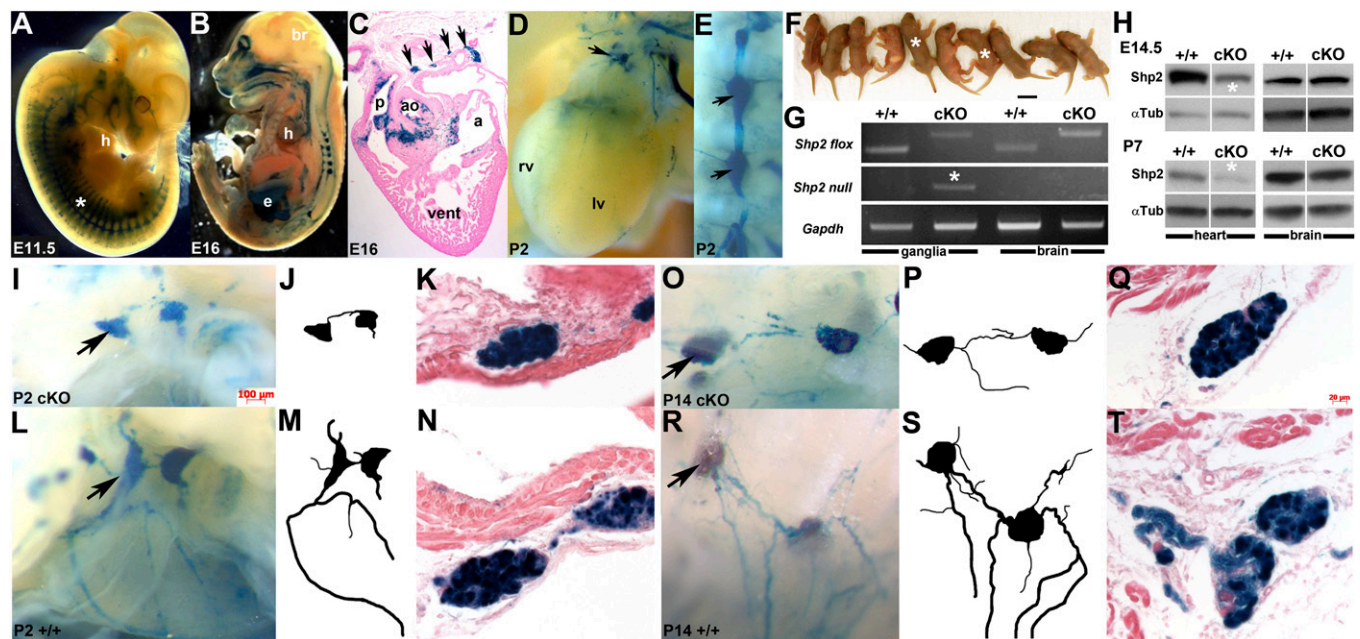 A
h
*
E11.5
B
br
h
e
E16
C
p
ao
a
vent
E16
D
rv
lv
P2
E
P2
F
*
*
G
+/+ cKO +/+ cKO
Shp2 flox
Shp2 null
*
Gapdh
ganglia brain
H
E14.5
+/+ cKO +/+ cKO
Shp2
*
αTub
P7
+/+ cKO +/+ cKO
Shp2
*
αTub
heart brain
I
P2 cKO
100 µm
J
K
O
P14 cKO
P
Q
20 µm
L
P2 +/+
M
N
R
P14 +/+
S
T